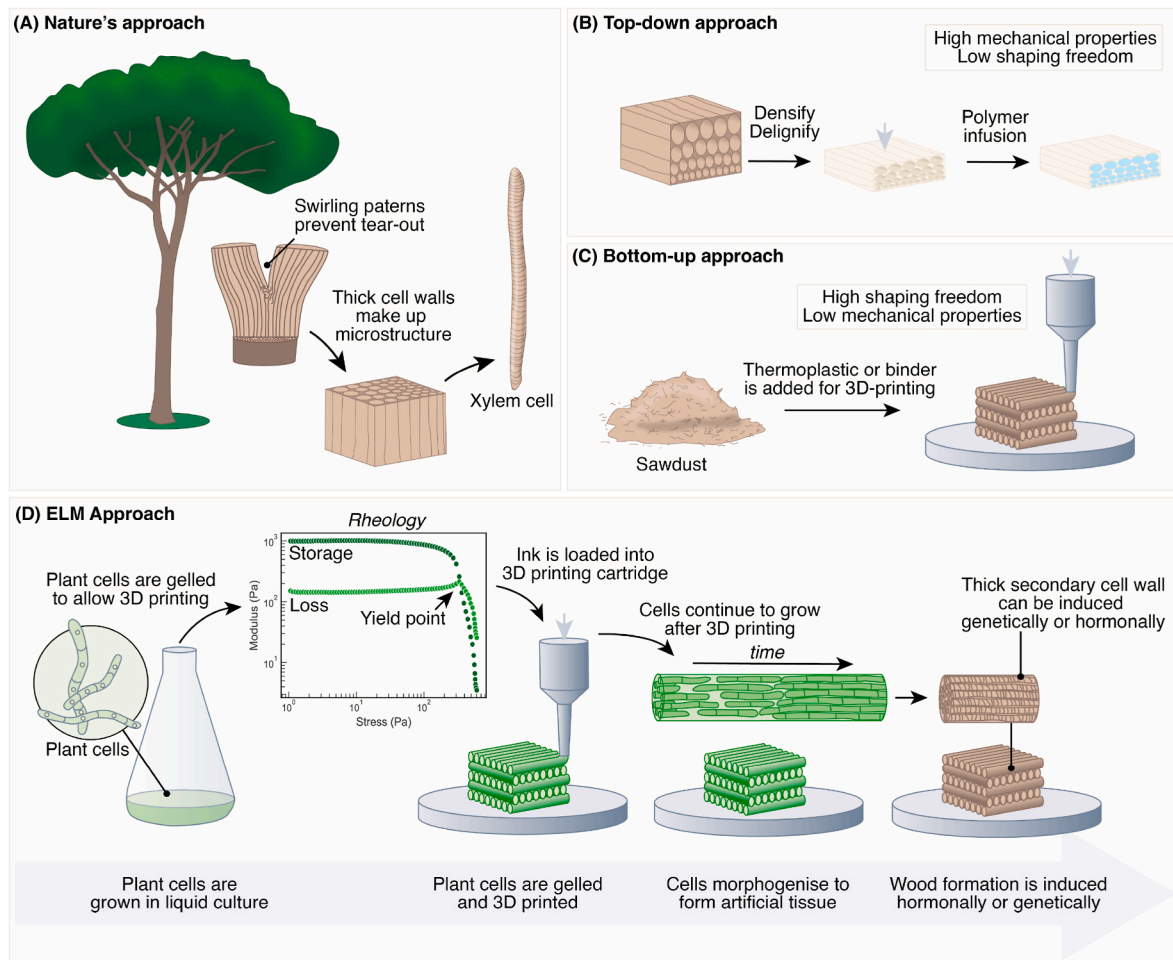 (A) Nature's approach
Swirling paterns
prevent tear-out
Thick cell walls
make up
microstructure
Xylem cell
(B) Top-down approach
High mechanical properties
Low shaping freedom
Densify
Delignify
Polymer
infusion
(C) Bottom-up approach
High shaping freedom
Low mechanical properties
Thermoplastic or binder
is added for 3D-printing
Sawdust
(D) ELM Approach
Plant cells are gelled
to allow 3D printing
Plant cells
Rheology
Modulus (Pa)
10³
10²
10¹
Storage
Loss
Yield point
10⁰
10¹
10²
Stress (Pa)
Ink is loaded into
3D printing cartridge
Cells continue to grow
after 3D printing
time
Thick secondary cell wall
can be induced
genetically or hormonally
Plant cells are
grown in liquid culture
Plant cells are gelled
and 3D printed
Cells morphogenise to
form artificial tissue
Wood formation is induced
hormonally or genetically